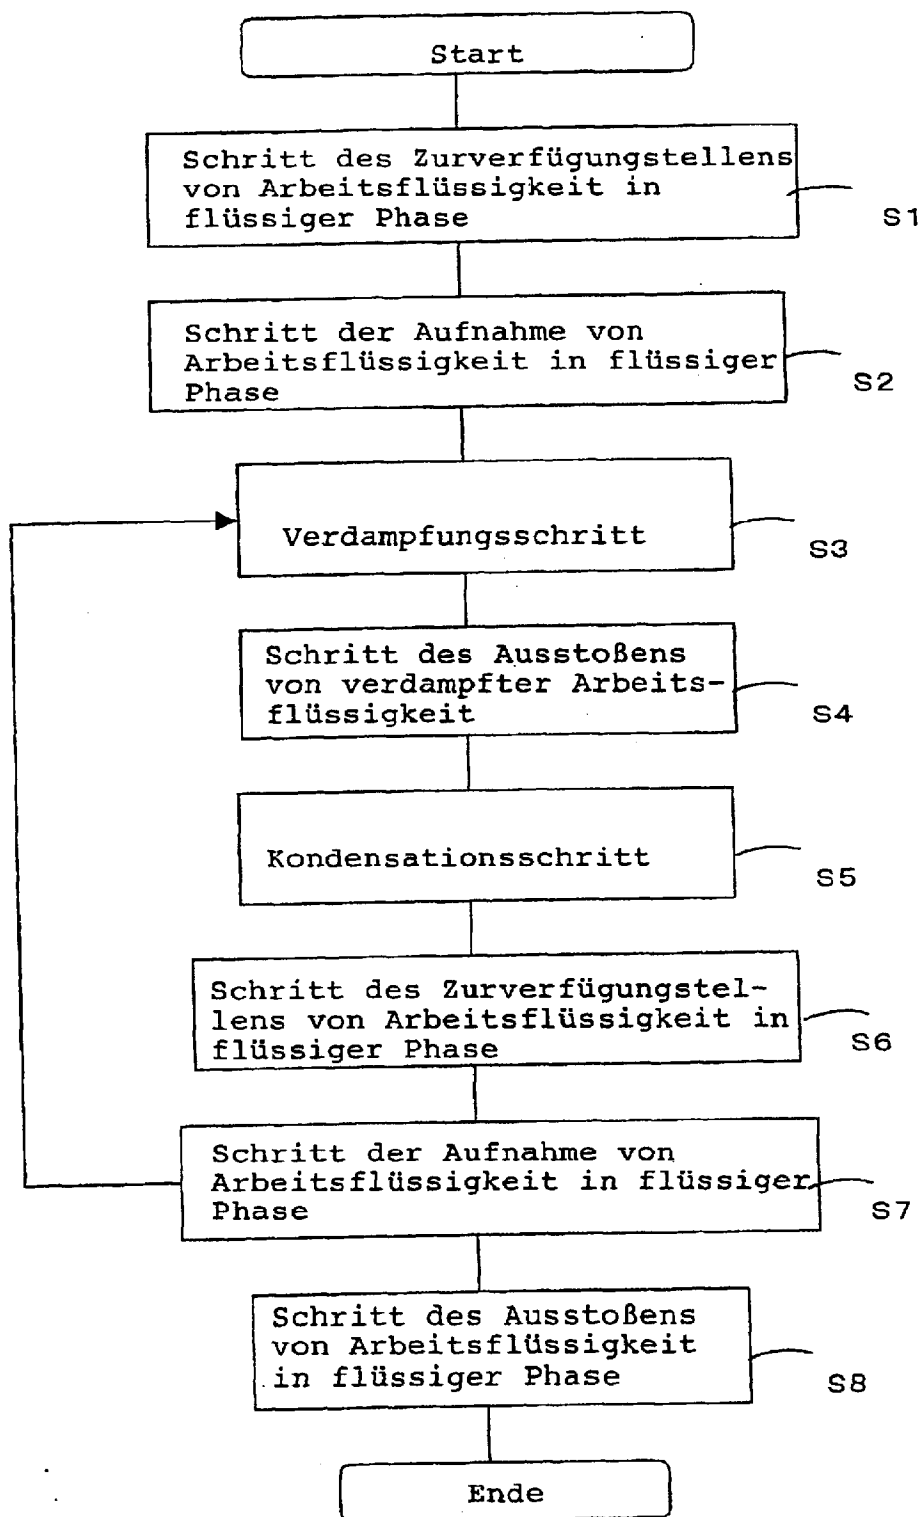 Start
Schritt des Zurverfügungstellens
von Arbeitsflüssigkeit in
flüssiger Phase
S1
Schritt der Aufnahme von
Arbeitsflüssigkeit in flüssiger
Phase
S2
Verdampfungsschritt
S3
Schritt des Ausstoßens
von verdampfter Arbeits-
flüssigkeit
S4
Kondensationsschritt
S5
Schritt des Zurverfügungstel-
lens von Arbeitsflüssigkeit in
flüssiger Phase
S6
Schritt der Aufnahme von
Arbeitsflüssigkeit in flüssiger
Phase
S7
Schritt des Ausstoßens
von Arbeitsflüssigkeit
in flüssiger Phase
S8
Ende